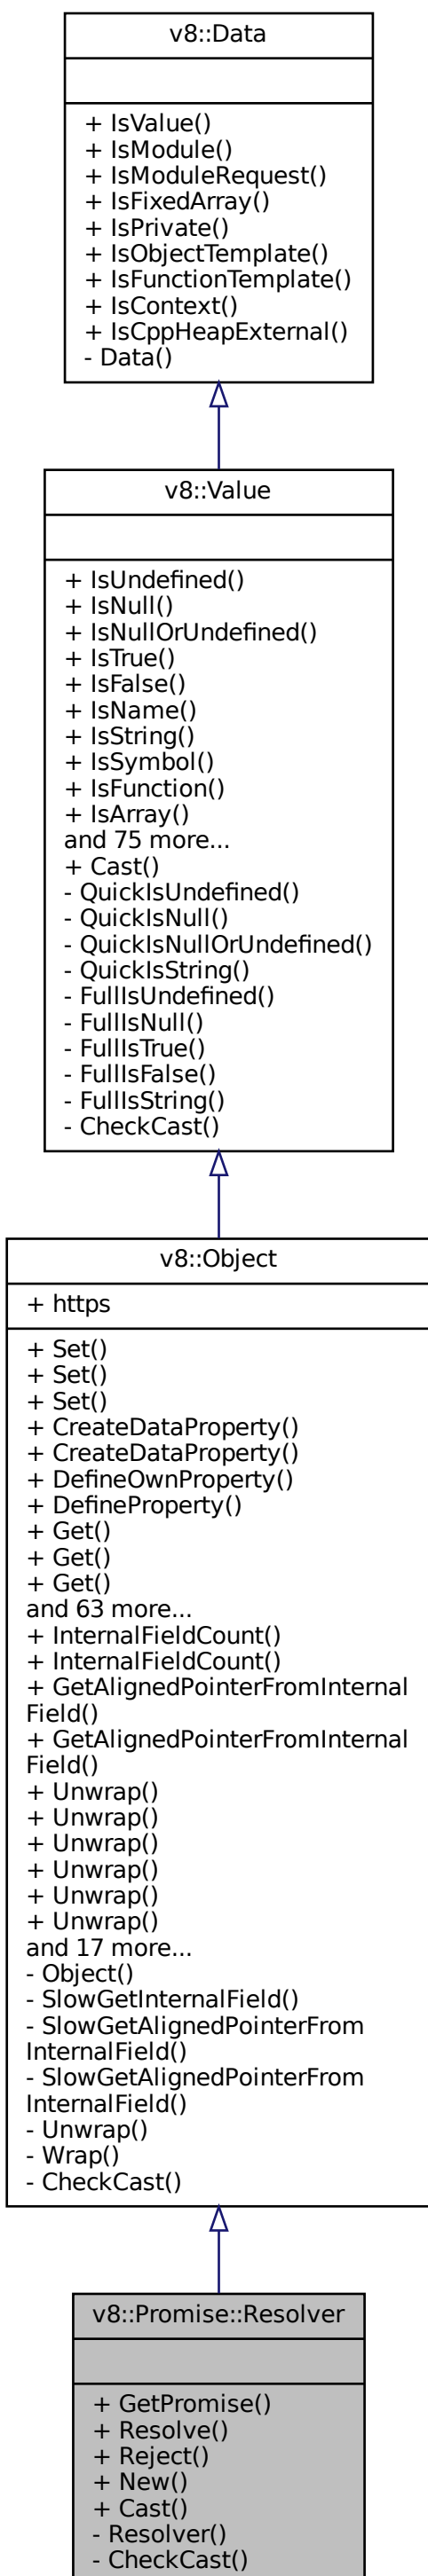 v8::Data
+ IsValue()
+ IsModule()
+ IsModuleRequest()
+ IsFixedArray()
+ IsPrivate()
+ IsObjectTemplate()
+ IsFunctionTemplate()
+ IsContext()
+ IsCppHeapExternal()
- Data()
v8::Value
+ IsUndefined()
+ IsNull()
+ IsNullOrUndefined()
+ IsTrue()
+ IsFalse()
+ IsName()
+ IsString()
+ IsSymbol()
+ IsFunction()
+ IsArray()
and 75 more...
+ Cast()
- QuickIsUndefined()
- QuickIsNull()
- QuickIsNullOrUndefined()
- QuickIsString()
- FullIsUndefined()
- FullIsNull()
- FullIsTrue()
- FullIsFalse()
- FullIsString()
- CheckCast()
v8::Object
+ https
+ Set()
+ Set()
+ Set()
+ CreateDataProperty()
+ CreateDataProperty()
+ DefineOwnProperty()
+ DefineProperty()
+ Get()
+ Get()
+ Get()
and 63 more...
+ InternalFieldCount()
+ InternalFieldCount()
+ GetAlignedPointerFromInternal
Field()
+ GetAlignedPointerFromInternal
Field()
+ Unwrap()
+ Unwrap()
+ Unwrap()
+ Unwrap()
+ Unwrap()
+ Unwrap()
and 17 more...
- Object()
- SlowGetInternalField()
- SlowGetAlignedPointerFrom
InternalField()
- SlowGetAlignedPointerFrom
InternalField()
- Unwrap()
- Wrap()
- CheckCast()
v8::Promise::Resolver
+ GetPromise()
+ Resolve()
+ Reject()
+ New()
+ Cast()
- Resolver()
- CheckCast()